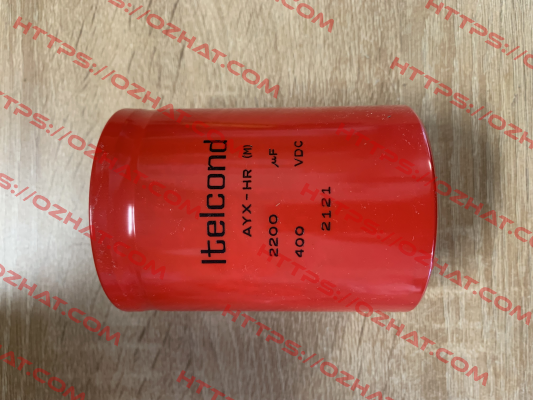 Itelcond
AYX-HR (M)
2200 µF
400 VDC
2121
HTTPS://OZHAT.COM